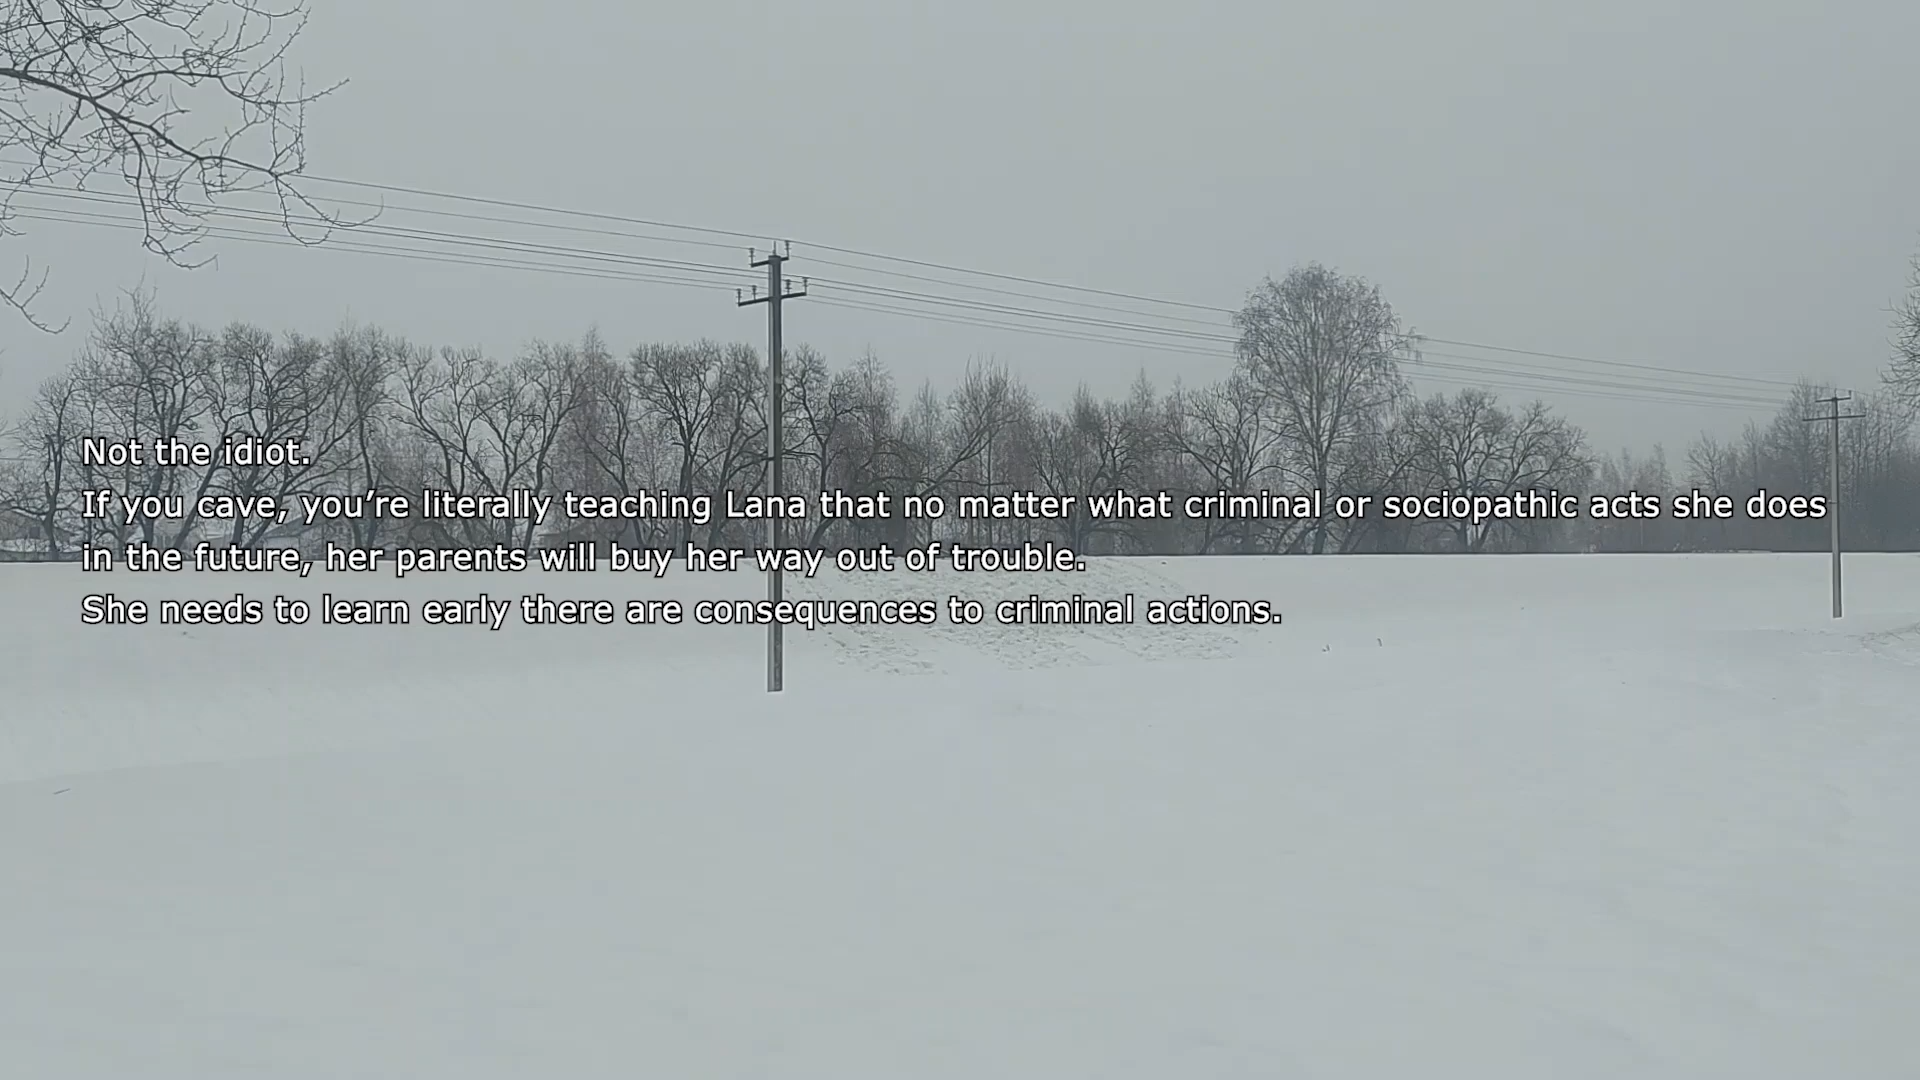 Not the idiot.
If you cave, you’re literally teaching Lana that no matter what criminal or sociopathic acts she does
in the future, her parents will buy her way out of trouble.
She needs to learn early there are consequences to criminal actions.